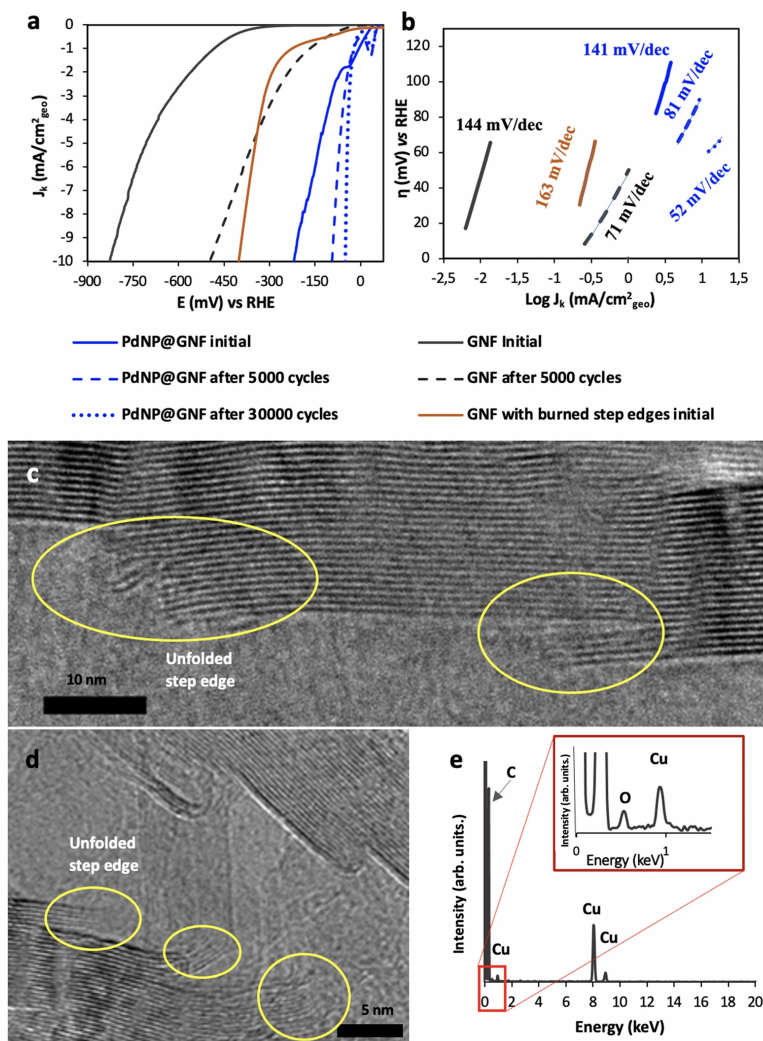 a
0
-1
-2
-3
-4
-5
-6
-7
-8
-9
-10
Jk (mA/cm²geo)
-900
-750
-600
-450
-300
-150
0
E (mV) vs RHE
b
120
100
80
60
40
20
0
η (mV) vs RHE
144 mV/dec
163 mV/dec
71 mV/dec
141 mV/dec
81 mV/dec
52 mV/dec
-2,5
-2
-1,5
-1
-0,5
0
0,5
1
1,5
Log Jk (mA/cm²geo)
PdNP@GNF initial
GNF Initial
PdNP@GNF after 5000 cycles
GNF after 5000 cycles
PdNP@GNF after 30000 cycles
GNF with burned step edges initial
c
Unfolded
step edge
10 nm
d
Unfolded
step edge
5 nm
e
C
Cu
Cu
Cu
Intensity (arb. units.)
0
2
4
6
8
10
12
14
16
18
20
Energy (keV)
Intensity (arb. units.)
O
Cu
0
1
Energy (keV)